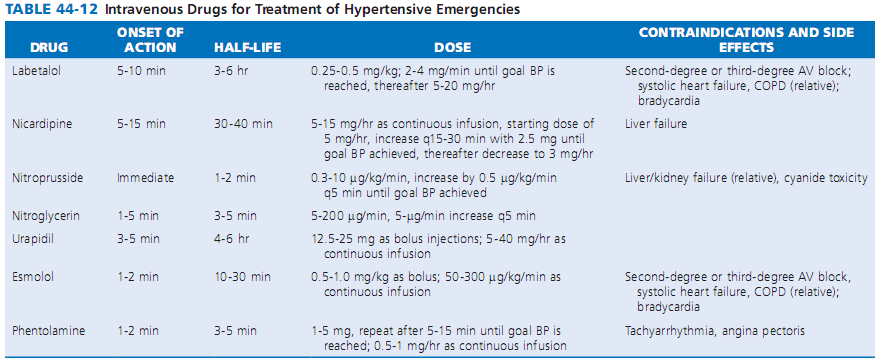 TABLE 44-12 Intravenous Drugs for Treatment of Hypertensive Emergencies
DRUG ONSET OF ACTION HALF-LIFE DOSE CONTRAINDICATIONS AND SIDE EFFECTS
Labetalol 5-10 min 3-6 hr 0.25-0.5 mg/kg; 2-4 mg/min until goal BP is Second-degree or third-degree AV block;
reached, thereafter 5-20 mg/hr systolic heart failure, COPD (relative);
bradycardia
Nicardipine 5-15 min 30-40 min 5-15 mg/hr as continuous infusion, starting dose of Liver failure
5 mg/hr, increase q15-30 min with 2.5 mg until
goal BP achieved, thereafter decrease to 3 mg/hr
Nitroprusside Immediate 1-2 min 0.3-10 μg/kg/min, increase by 0.5 μg/kg/min Liver/kidney failure (relative), cyanide toxicity
q5 min until goal BP achieved
Nitroglycerin 1-5 min 3-5 min 5-200 μg/min, 5-μg/min increase q5 min
Urapidil 3-5 min 4-6 hr 12.5-25 mg as bolus injections; 5-40 mg/hr as
continuous infusion
Esmolol 1-2 min 10-30 min 0.5-1.0 mg/kg as bolus; 50-300 μg/kg/min as Second-degree or third-degree AV block,
continuous infusion systolic heart failure, COPD (relative);
bradycardia
Phentolamine 1-2 min 3-5 min 1-5 mg, repeat after 5-15 min until goal BP is Tachyarrhythmia, angina pectoris
reached; 0.5-1 mg/hr as continuous infusion